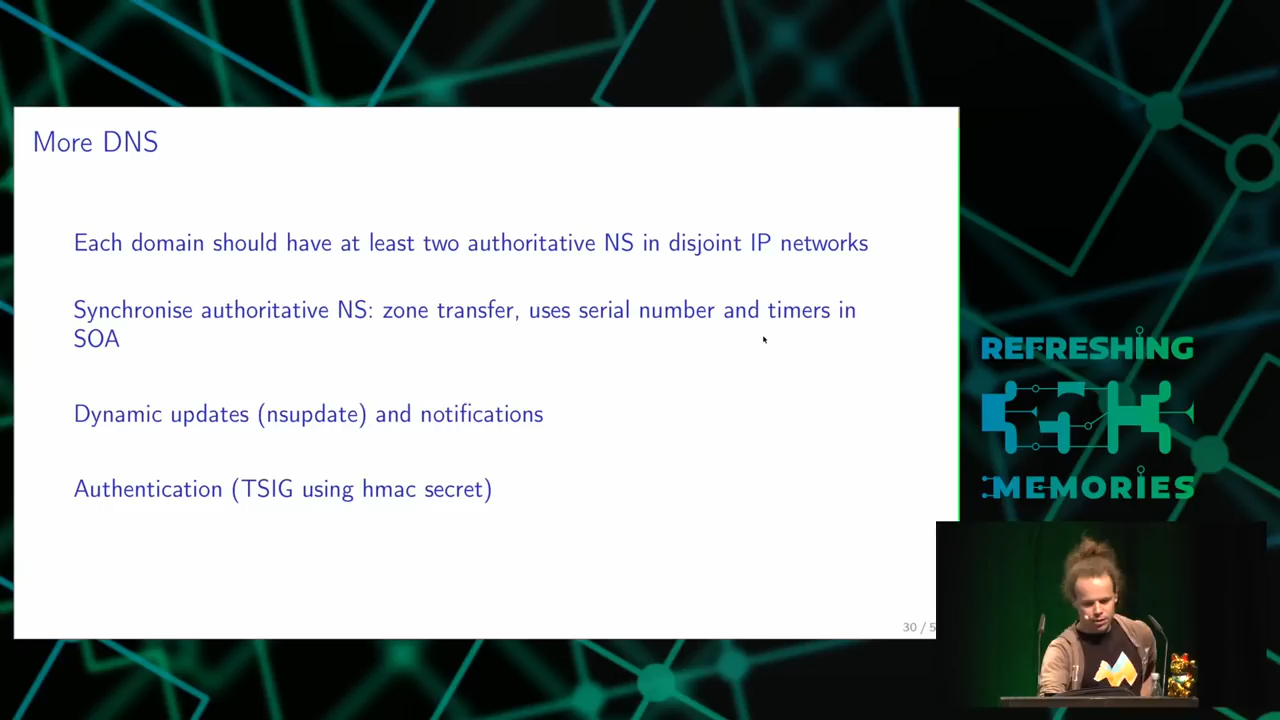 More DNS
Each domain should have at least two authoritative NS in disjoint IP networks
Synchronise authoritative NS: zone transfer, uses serial number and timers in
SOA
Dynamic updates (nsupdate) and notifications
Authentication (TSIG using hmac secret)
30 / 5
REFRESHING
35K
MEMORIES